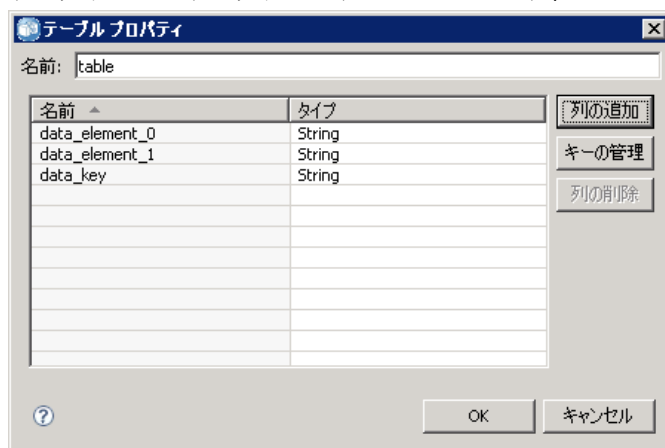 テーブル プロパティ
名前: table
名前 タイプ 列の追加
data_element_0 String
data_element_1 String キーの管理
data_key String
列の削除
? OK キャンセル